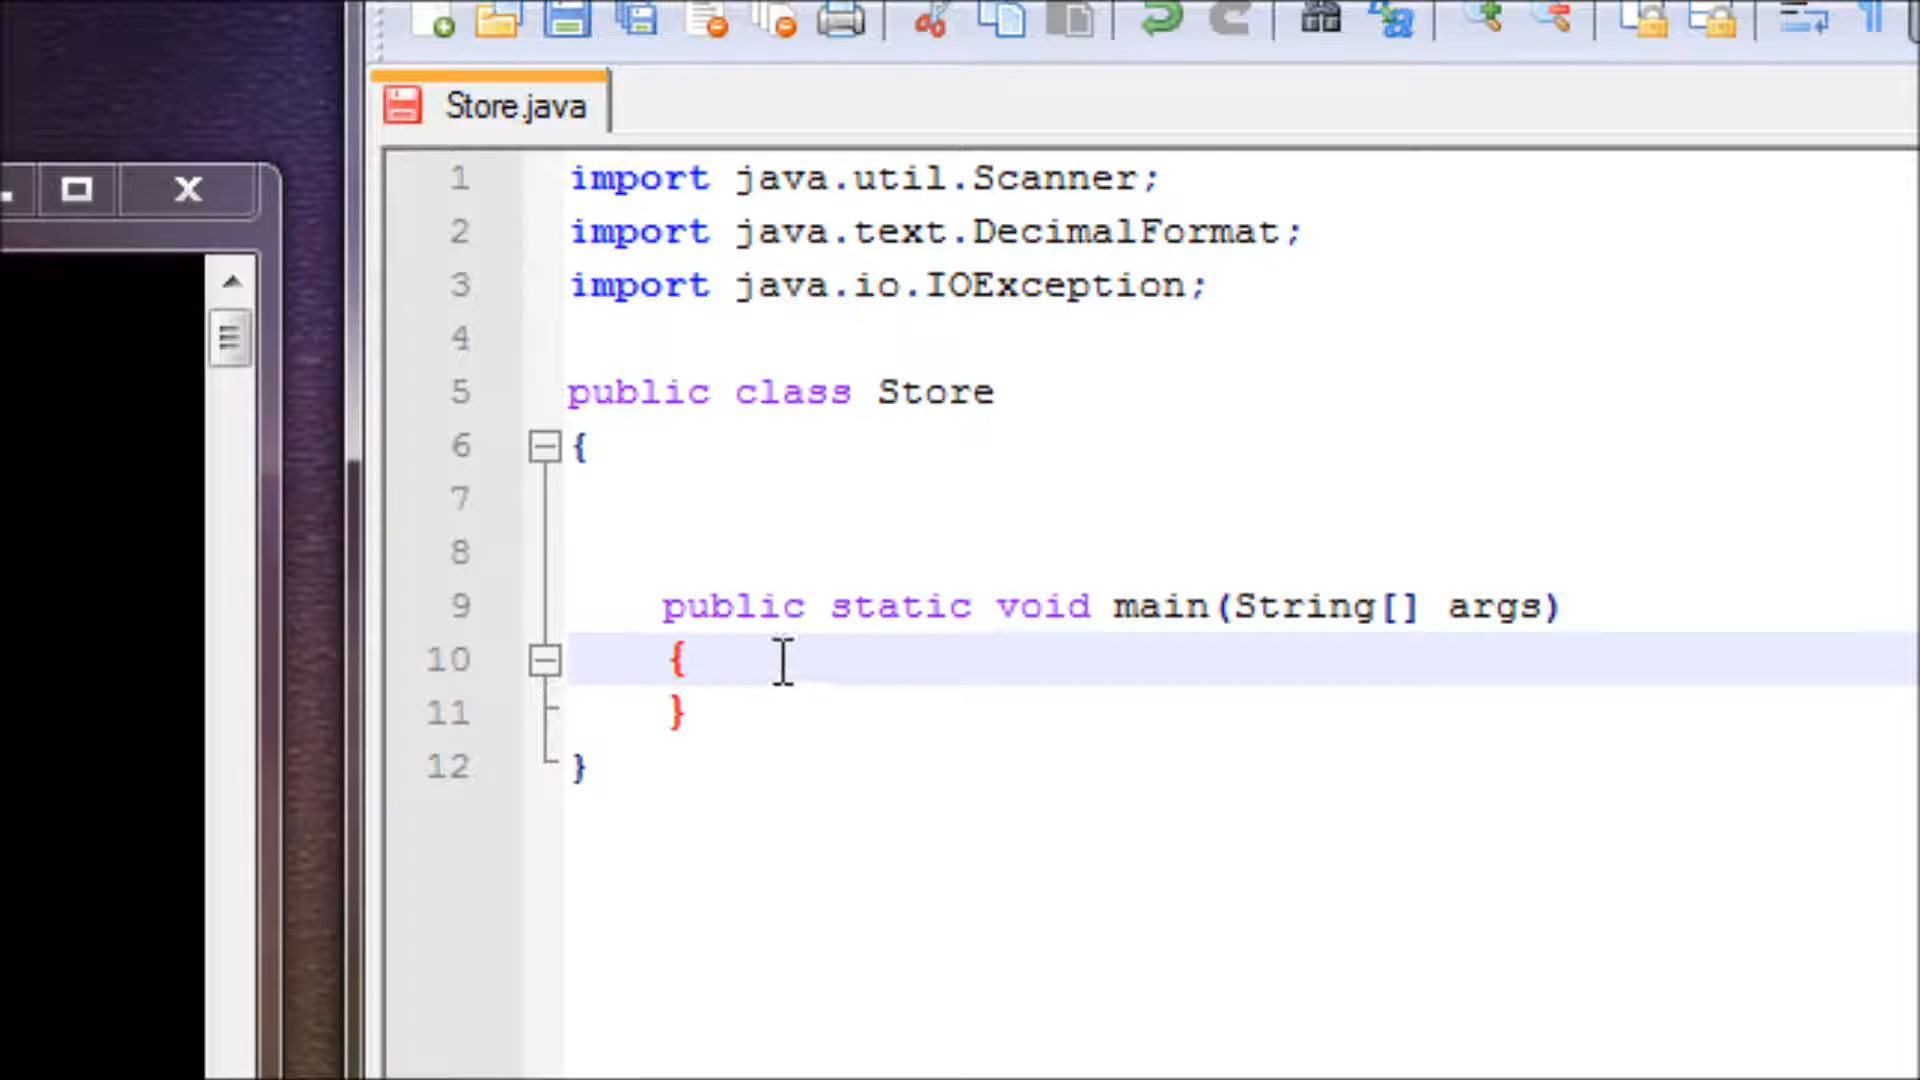 Store.java
1 import java.util.Scanner;
2 import java.text.DecimalFormat;
3 import java.io.IOException;
4
5 public class Store
6 {
7
8
9 public static void main(String[] args)
10 {
11 }
12 }